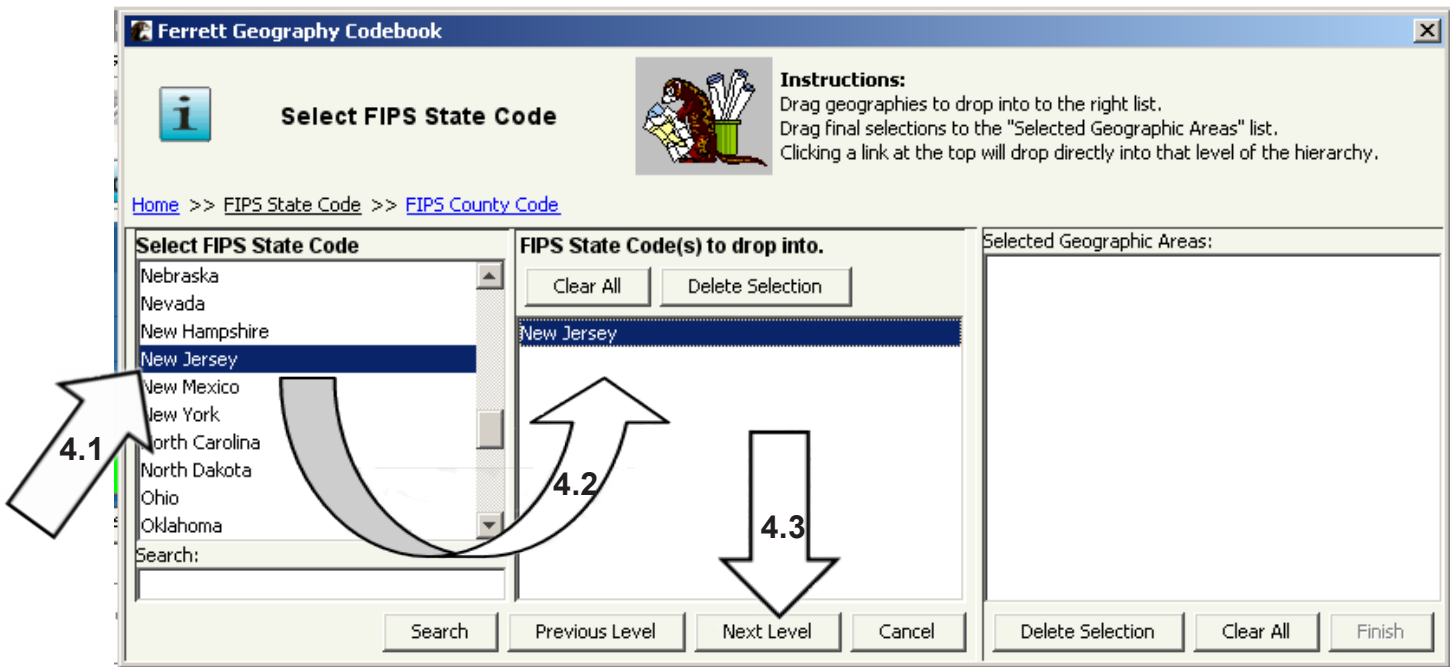 Ferrett Geography Codebook
i
Select FIPS State Code
Instructions:
Drag geographies to drop into to the right list.
Drag final selections to the "Selected Geographic Areas" list.
Clicking a link at the top will drop directly into that level of the hierarchy.
Home >> FIPS State Code >> FIPS County Code
Select FIPS State Code
Nebraska
Nevada
New Hampshire
New Jersey
New Mexico
New York
North Carolina
North Dakota
Ohio
Oklahoma
Search:
Search
FIPS State Code(s) to drop into.
Clear All
Delete Selection
New Jersey
Previous Level
Next Level
Cancel
Selected Geographic Areas:
Delete Selection
Clear All
Finish
4.1
4.2
4.3